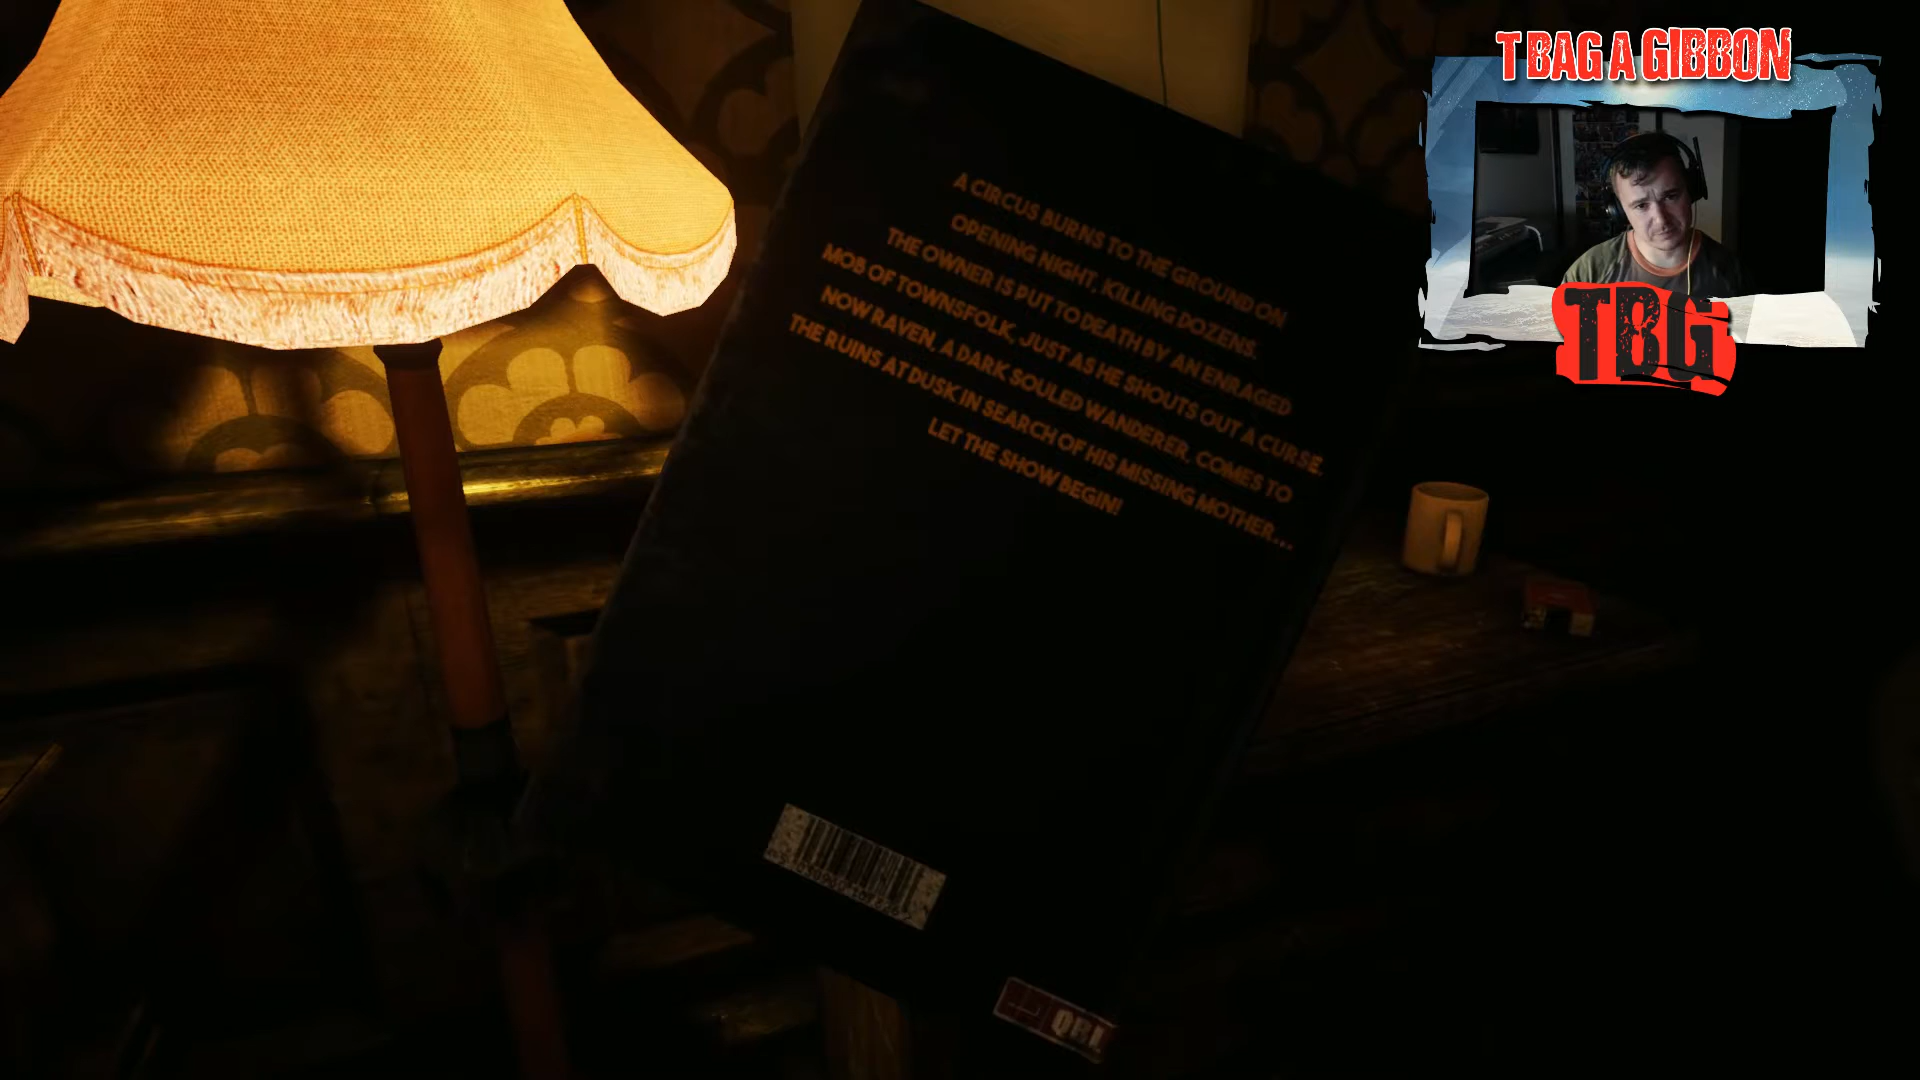 T BAG A GIBBON
TBG
A CIRCUS BURNS TO THE GROUND ON
OPENING NIGHT, KILLING DOZENS.
THE OWNER IS PUT TO DEATH BY AN ENRAGED
MOB OF TOWNSFOLK, JUST AS HE SHOUTS OUT A CURSE.
NOW RAVEN, A DARK SOULED WANDERER, COMES TO
THE RUINS AT DUSK IN SEARCH OF HIS MISSING MOTHER...
LET THE SHOW BEGIN!